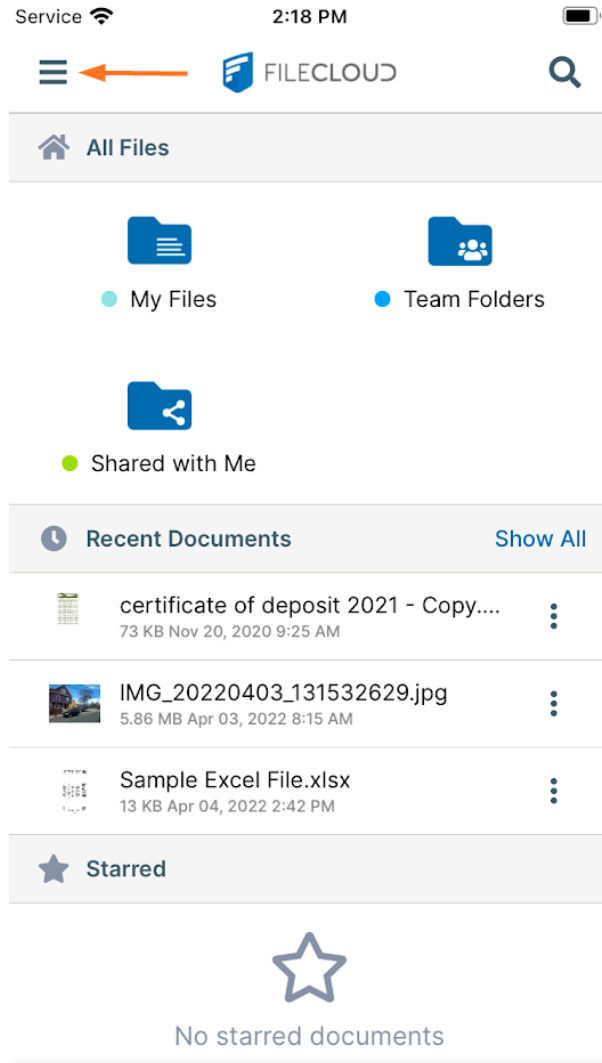 Service 2:18 PM
FILECLOUD
All Files
My Files Team Folders
Shared with Me
Recent Documents Show All
certificate of deposit 2021 - Copy....
73 KB Nov 20, 2020 9:25 AM
IMG_20220403_131532629.jpg
5.86 MB Apr 03, 2022 8:15 AM
Sample Excel File.xlsx
13 KB Apr 04, 2022 2:42 PM
Starred
No starred documents